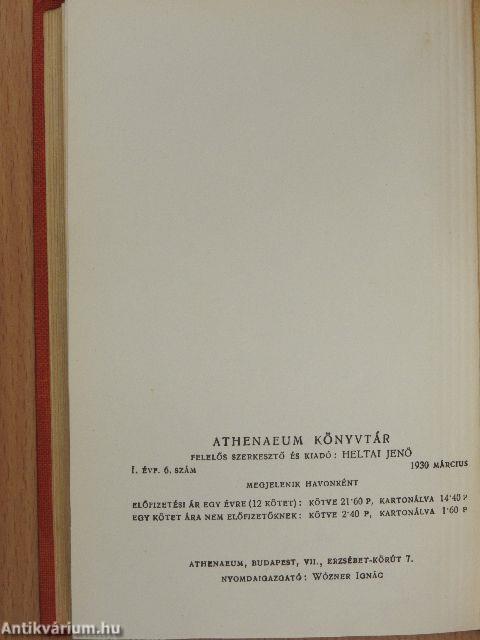 ATHENAEUM KÖNYVTÁR
FELELŐS SZERKESZTŐ ÉS KIADÓ: HELTAI JENŐ
I. ÉVF. 6. SZÁM 1930 MÁRCIUS
MEGJELENIK HAVONKÉNT
ELŐFIZETÉSI ÁR EGY ÉVRE (12 KÖTET): KÖTVE 21·60 P, KARTONÁLVA 14·40 P
EGY KÖTET ÁRA NEM ELŐFIZETŐKNEK: KÖTVE 2·40 P, KARTONÁLVA 1·60 P
ATHENAEUM, BUDAPEST, VII., ERZSÉBET-KÖRÚT 7.
NYOMDAIGAZGATÓ: WÓZNER IGNÁC
Antikvárium.hu